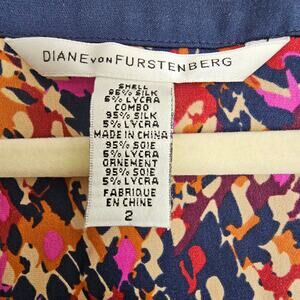 DIANE VON FURSTENBERG
SHELL
95% SILK
5% LYCRA
COMBO
95% SILK
5% LYCRA
MADE IN CHINA
95% SOIE
5% LYCRA
ORNEMENT
95% SOIE
5% LYCRA
FABRIQUE
EN CHINE
2